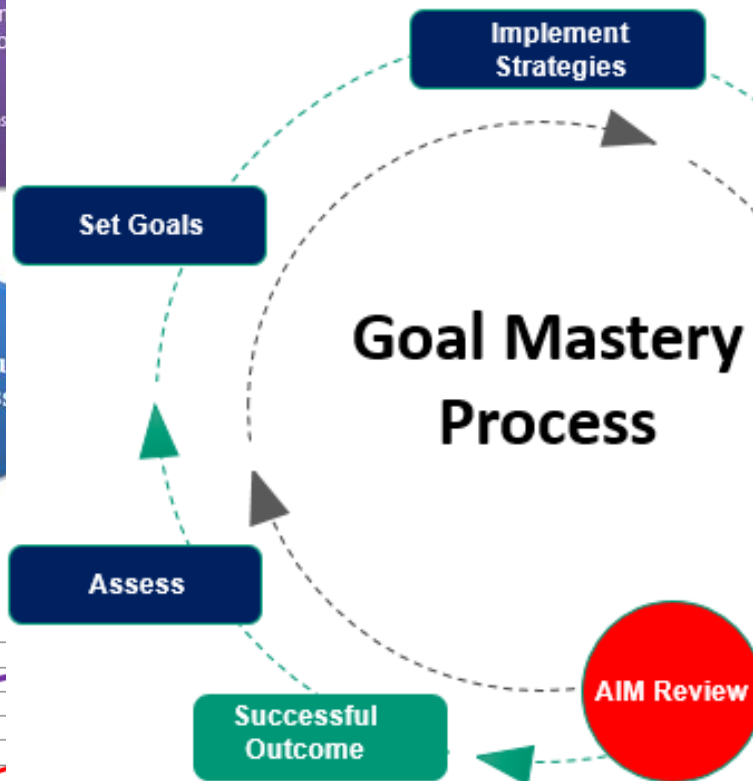 Implement
Strategies
Set Goals
Goal Mastery
Process
Assess
AIM Review
Successful
Outcome